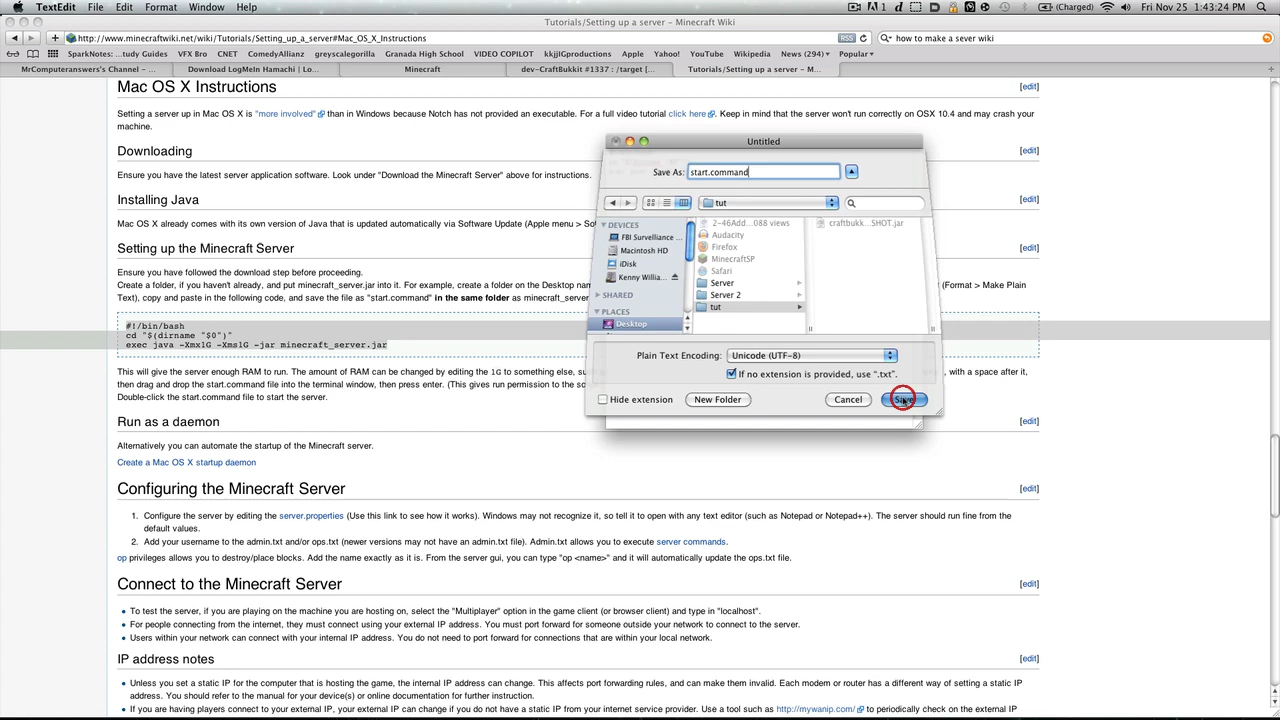 TextEdit File Edit Format Window Help
1 (Charged) Fri Nov 25 1:43:24 PM
Tutorials/Setting up a server – Minecraft Wiki
http://www.minecraftwiki.net/wiki/Tutorials/Setting_up_a_server#Mac_OS_X_Instructions RSS how to make a sever wiki
SparkNotes: ...tudy Guides VFX Bro CNET ComedyAllianz greyscalegorilla Granada High School VIDEO COPILOT kkjjlGproductions Apple Yahoo! YouTube Wikipedia News (294) Popular
MrComputeranswers's Channel – ... Download LogMeIn Hamachi | Lo... Minecraft dev-CraftBukkit #1337 : /target [... Tutorials/Setting up a server – M...
Mac OS X Instructions [edit]
Setting a server up in Mac OS X is "more involved" than in Windows because Notch has not provided an executable. For a full video tutorial click here. Keep in mind that the server won't run correctly on OSX 10.4 and may crash your
machine.
Downloading [edit]
Ensure you have the latest server application software. Look under "Download the Minecraft Server" above for instructions.
Installing Java [edit]
Mac OS X already comes with its own version of Java that is updated automatically via Software Update (Apple menu > So
Setting up the Minecraft Server [edit]
Ensure you have followed the download step before proceeding.
Create a folder, if you haven't already, and put minecraft_server.jar into it. For example, create a folder on the Desktop nam (Format > Make Plain
Text), copy and paste in the following code, and save the file as "start.command" in the same folder as minecraft_serve
#!/bin/bash
cd "$(dirname "$0")"
exec java -Xmx1G -Xms1G -jar minecraft_server.jar
This will give the server enough RAM to run. The amount of RAM can be changed by editing the 1G to something else, suc , with a space after it,
then drag and drop the start.command file into the terminal window, then press enter. (This gives run permission to the so
Double-click the start.command file to start the server.
Run as a daemon [edit]
Alternatively you can automate the startup of the Minecraft server.
Create a Mac OS X startup daemon
Configuring the Minecraft Server [edit]
1. Configure the server by editing the server.properties (Use this link to see how it works). Windows may not recognize it, so tell it to open with any text editor (such as Notepad or Notepad++). The server should run fine from the
default values.
2. Add your username to the admin.txt and/or ops.txt (newer versions may not have an admin.txt file). Admin.txt allows you to execute server commands.
op privileges allows you to destroy/place blocks. Add the name exactly as it is. From the server gui, you can type "op <name>" and it will automatically update the ops.txt file.
Connect to the Minecraft Server [edit]
• To test the server, if you are playing on the machine you are hosting on, select the "Multiplayer" option in the game client (or browser client) and type in "localhost".
• For people connecting from the internet, they must connect using your external IP address. You must port forward for someone outside your network to connect to the server.
• Users within your network can connect with your internal IP address. You do not need to port forward for connections that are within your local network.
IP address notes [edit]
• Unless you set a static IP for the computer that is hosting the game, the internal IP address can change. This affects port forwarding rules, and can make them invalid. Each modem or router has a different way of setting a static IP
address. You should refer to the manual for your device(s) or online documentation for further instruction.
• If you are having players connect to your external IP, your external IP can change if you do not have a static IP from your internet service provider. Use a tool such as http://mywanip.com/ to periodically check on the external IP
Untitled
Save As: start.command
tut
DEVICES
FBI Survelliance ...
Macintosh HD
iDisk
Kenny Willia...
SHARED
PLACES
Desktop
2-46Add...088 views
Audacity
Firefox
MinecraftSP
Safari
Server
Server 2
tut
craftbukk...SHOT.jar
Plain Text Encoding: Unicode (UTF-8)
If no extension is provided, use ".txt".
Hide extension New Folder Cancel Save